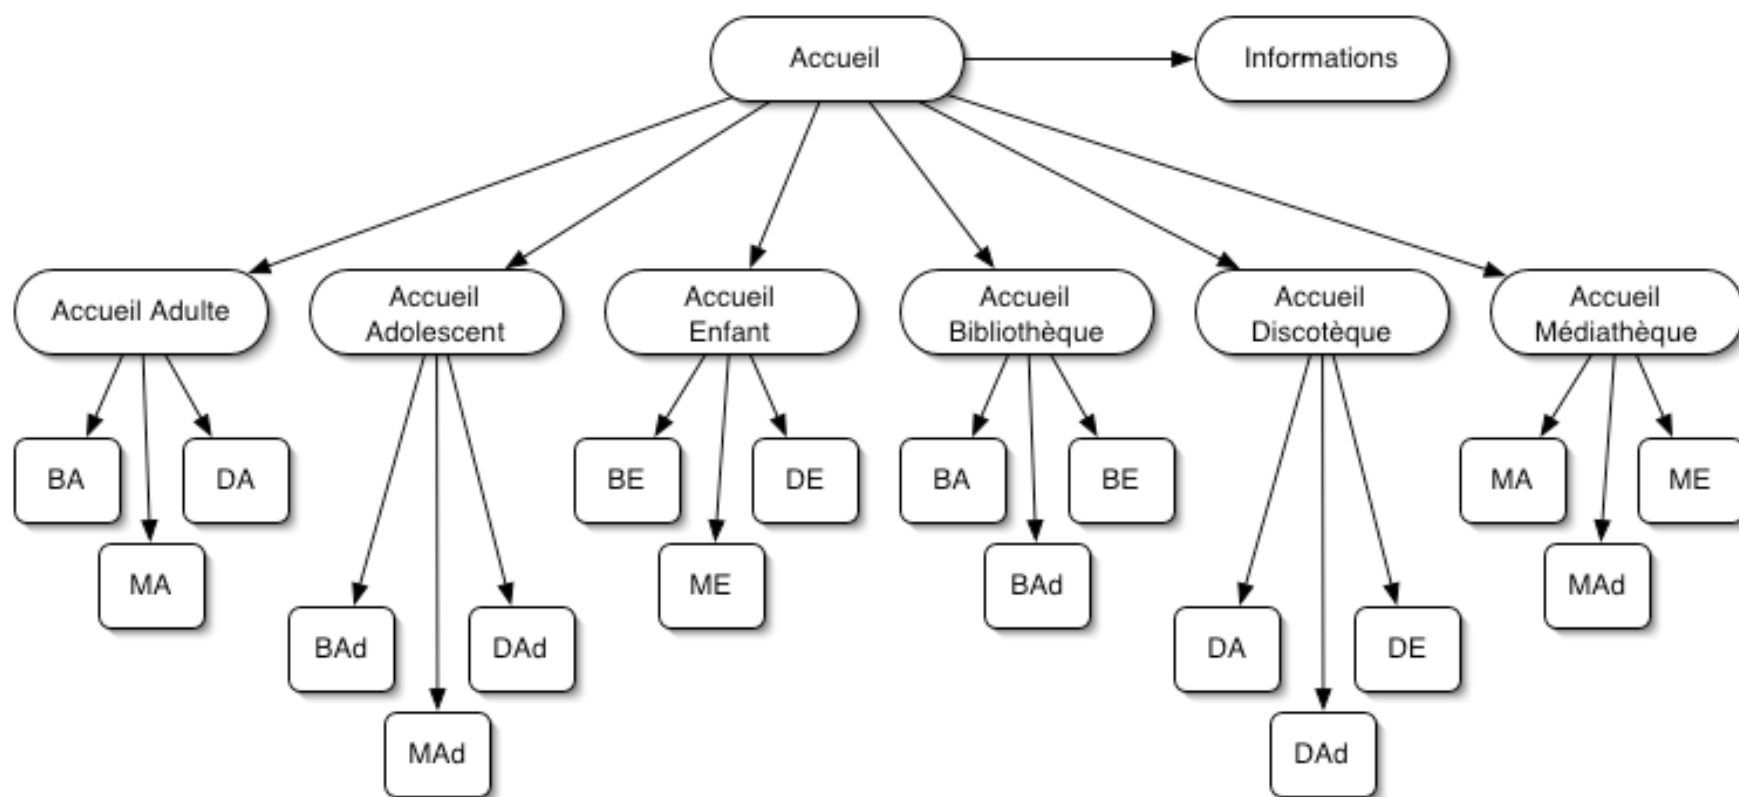 Accueil
Informations
Accueil Adulte
Accueil
Adolescent
Accueil
Enfant
Accueil
Bibliothèque
Accueil
Discotèque
Accueil
Médiathèque
BA
DA
BE
DE
BA
BE
MA
ME
MA
ME
BAd
MAd
BAd
DAd
DA
DE
MAd
DAd